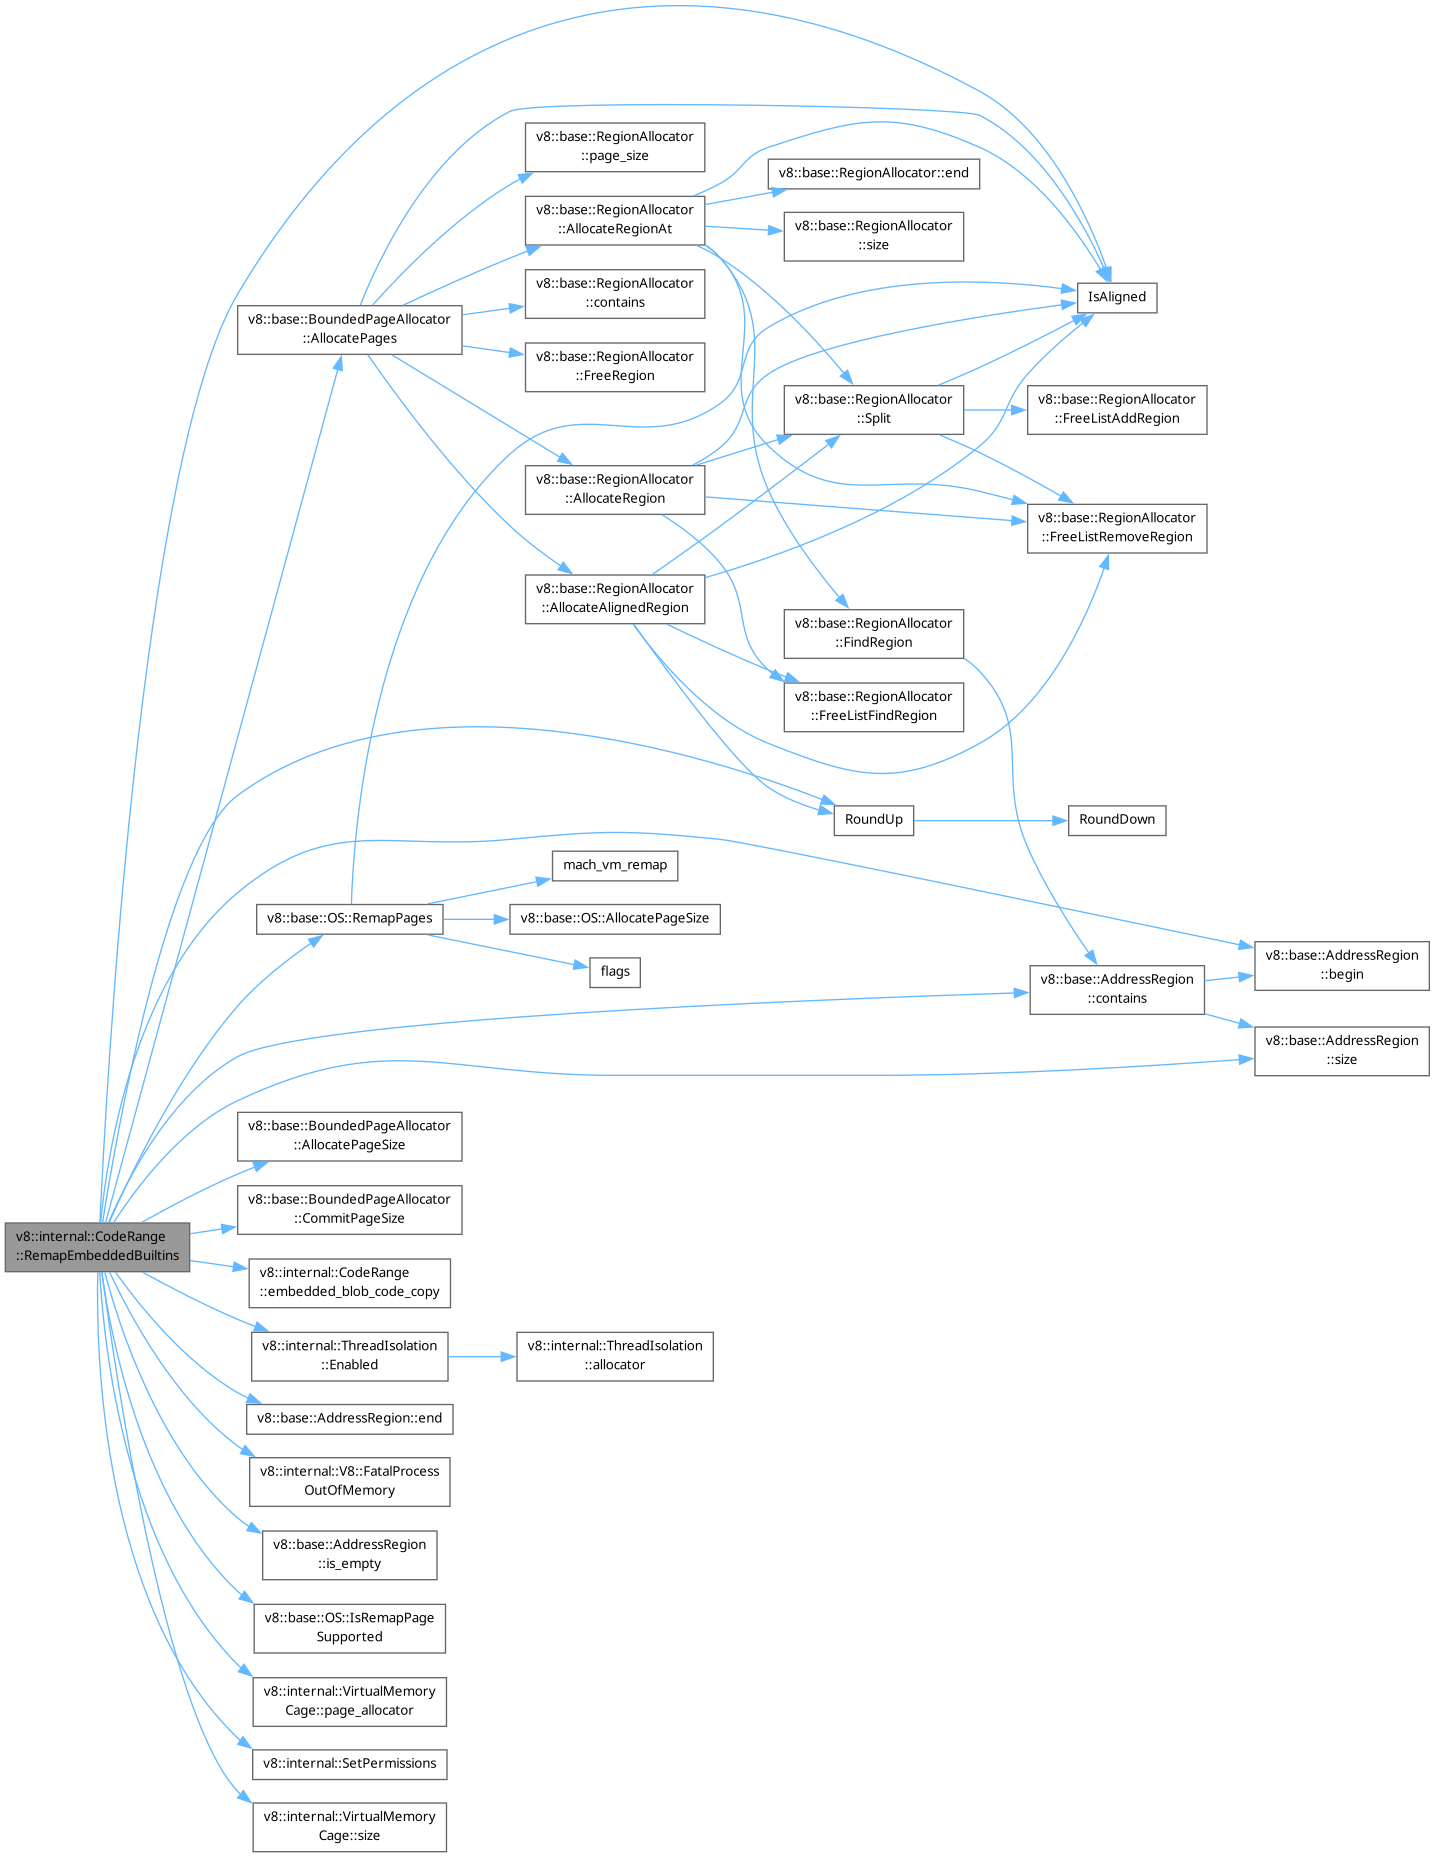 v8::internal::CodeRange
::RemapEmbeddedBuiltins
v8::base::BoundedPageAllocator
::AllocatePages
v8::base::RegionAllocator
::page_size
v8::base::RegionAllocator
::AllocateRegionAt
v8::base::RegionAllocator
::contains
v8::base::RegionAllocator
::FreeRegion
v8::base::RegionAllocator
::AllocateRegion
v8::base::RegionAllocator
::AllocateAlignedRegion
v8::base::RegionAllocator::end
v8::base::RegionAllocator
::size
IsAligned
v8::base::RegionAllocator
::Split
v8::base::RegionAllocator
::FreeListAddRegion
v8::base::RegionAllocator
::FreeListRemoveRegion
v8::base::RegionAllocator
::FindRegion
v8::base::RegionAllocator
::FreeListFindRegion
RoundUp
RoundDown
v8::base::OS::RemapPages
mach_vm_remap
v8::base::OS::AllocatePageSize
flags
v8::base::AddressRegion
::contains
v8::base::AddressRegion
::begin
v8::base::AddressRegion
::size
v8::base::BoundedPageAllocator
::AllocatePageSize
v8::base::BoundedPageAllocator
::CommitPageSize
v8::internal::CodeRange
::embedded_blob_code_copy
v8::internal::ThreadIsolation
::Enabled
v8::internal::ThreadIsolation
::allocator
v8::base::AddressRegion::end
v8::internal::V8::FatalProcess
OutOfMemory
v8::base::AddressRegion
::is_empty
v8::base::OS::IsRemapPage
Supported
v8::internal::VirtualMemory
Cage::page_allocator
v8::internal::SetPermissions
v8::internal::VirtualMemory
Cage::size